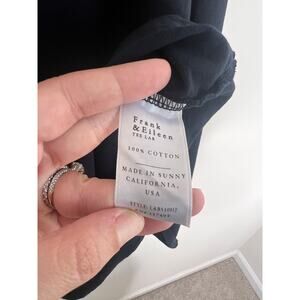 Frank
& Eileen
TEE LAB
100% COTTON
MADE IN SUNNY
CALIFORNIA,
USA